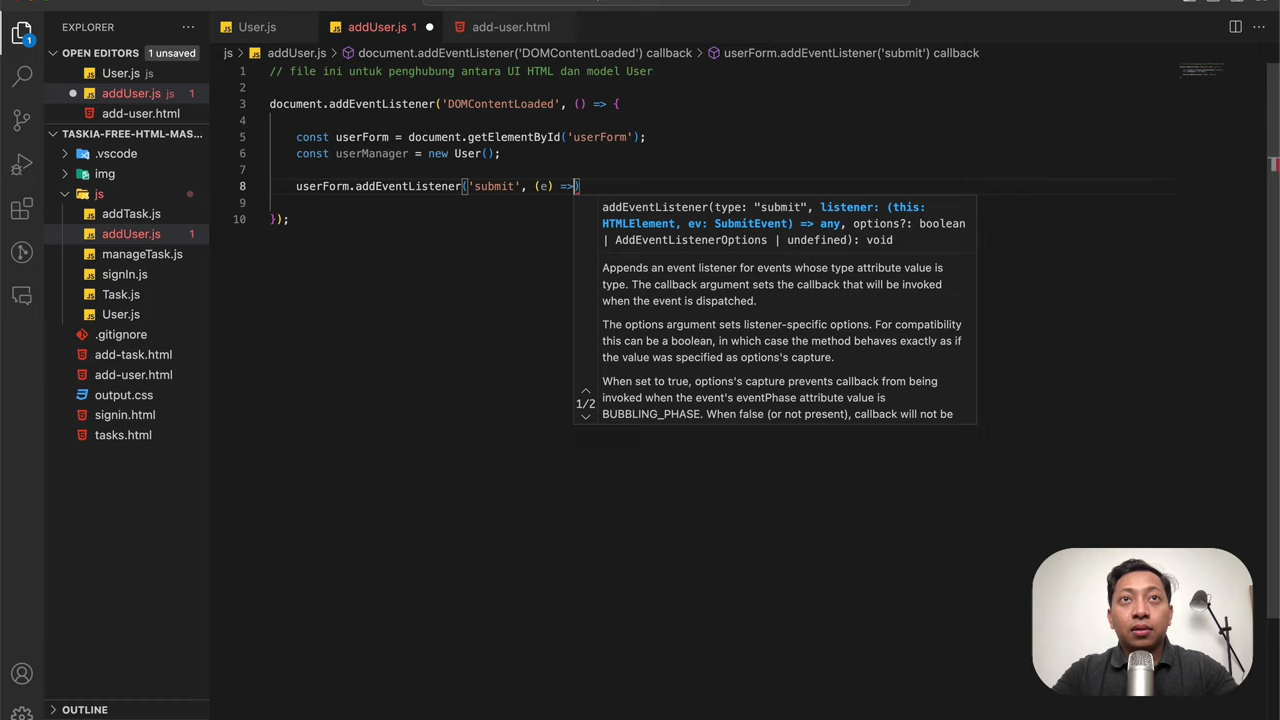 EXPLORER
OPEN EDITORS 1 unsaved
User.js js
addUser.js js 1
add-user.html
TASKIA-FREE-HTML-MAS...
.vscode
img
js
addTask.js
addUser.js 1
manageTask.js
signIn.js
Task.js
User.js
.gitignore
add-task.html
add-user.html
output.css
signin.html
tasks.html
OUTLINE
1
User.js js
addUser.js js 1
add-user.html
js > addUser.js > document.addEventListener('DOMContentLoaded') callback > userForm.addEventListener('submit') callback
1 // file ini untuk penghubung antara UI HTML dan model User
2
3 document.addEventListener('DOMContentLoaded', () => {
4
5 const userForm = document.getElementById('userForm');
6 const userManager = new User();
7
8 userForm.addEventListener('submit', (e) =>)
9
10 });
addEventListener(type: "submit", listener: (this:
HTMLElement, ev: SubmitEvent) => any, options?: boolean
| AddEventListenerOptions | undefined): void
Appends an event listener for events whose type attribute value is
type. The callback argument sets the callback that will be invoked
when the event is dispatched.
The options argument sets listener-specific options. For compatibility
this can be a boolean, in which case the method behaves exactly as if
the value was specified as options's capture.
When set to true, options's capture prevents callback from being
invoked when the event's eventPhase attribute value is
BUBBLING_PHASE. When false (or not present), callback will not be
1/2